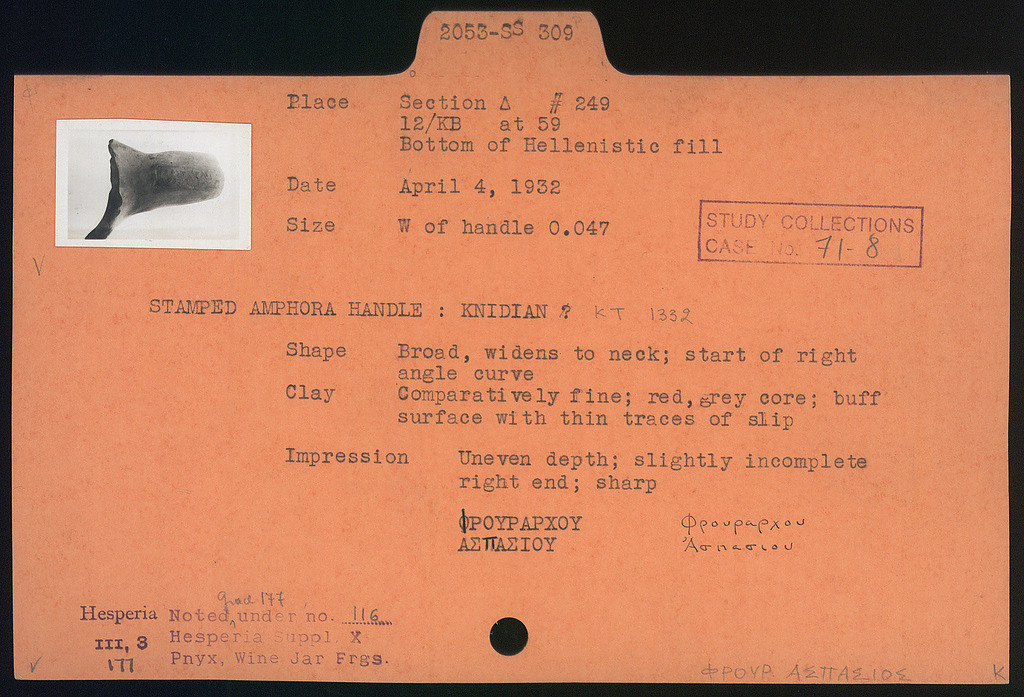 2053-SS 309
Place Section Δ # 249
12/KB at 59
Bottom of Hellenistic fill
Date April 4, 1932
Size W of handle 0.047
STUDY COLLECTIONS
CASE No. 71-8
STAMPED AMPHORA HANDLE : KNIDIAN ? KT 1332
Shape Broad, widens to neck; start of right
angle curve
Clay Comparatively fine; red, grey core; buff
surface with thin traces of slip
Impression Uneven depth; slightly incomplete
right end; sharp
ΦΡΟΥΡΑΡΧΟΥ Φρουραρχου
ΑΣΠΑΣΙΟΥ Ἀσπασιου
Grace 177
Hesperia Noted under no. 116
III, 3 Hesperia Suppl. X
177 Pnyx, Wine Jar Frgs.
ΦΡΟΥΡ ΑΣΠΑΣΙΟΣ K